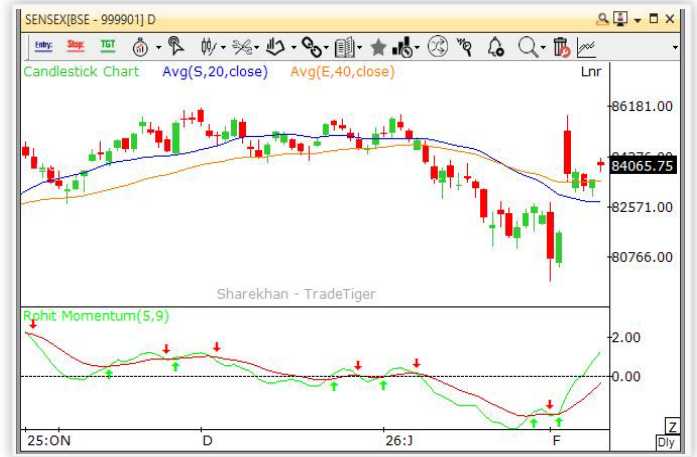 SENSEX[BSE - 999901] D
Entry: Stop: TGT
Candlestick Chart Avg(S,20,close) Avg(E,40,close) Lnr
86181.00
84065.75
82571.00
80766.00
Sharekhan - TradeTiger
Rohit Momentum(5,9)
2.00
0.00
Z
25:ON D 26:J F Dly